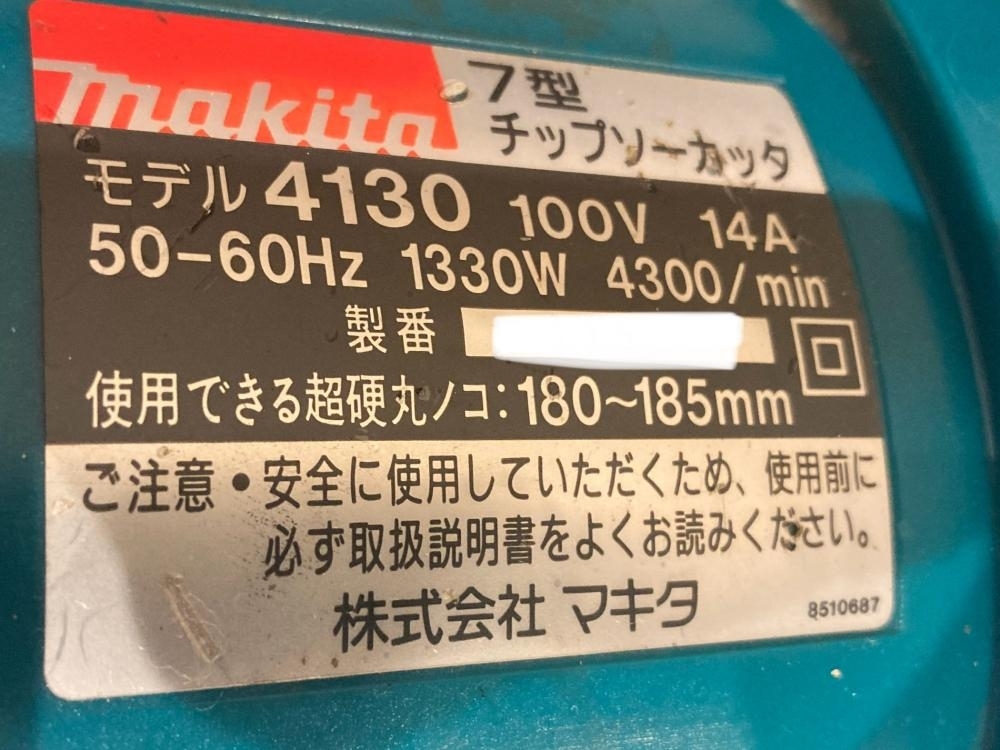 makita
7型
チップソーカッタ
モデル 4130 100V 14A
50-60Hz 1330W 4300/min
製番
使用できる超硬丸ノコ:180~185mm
ご注意・安全に使用していただくため、使用前に
必ず取扱説明書をよくお読みください。
株式会社 マキタ
8510687